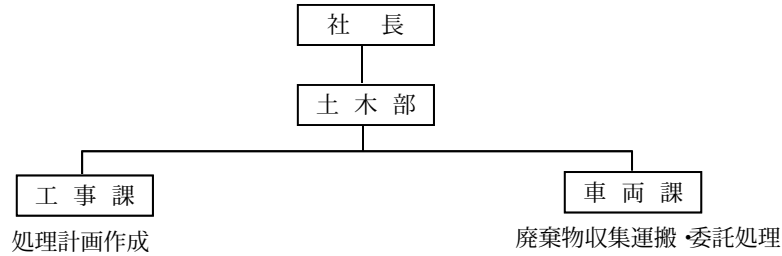 社 長
土 木 部
工 事 課
車 両 課
処理計画作成
廃棄物収集運搬・委託処理